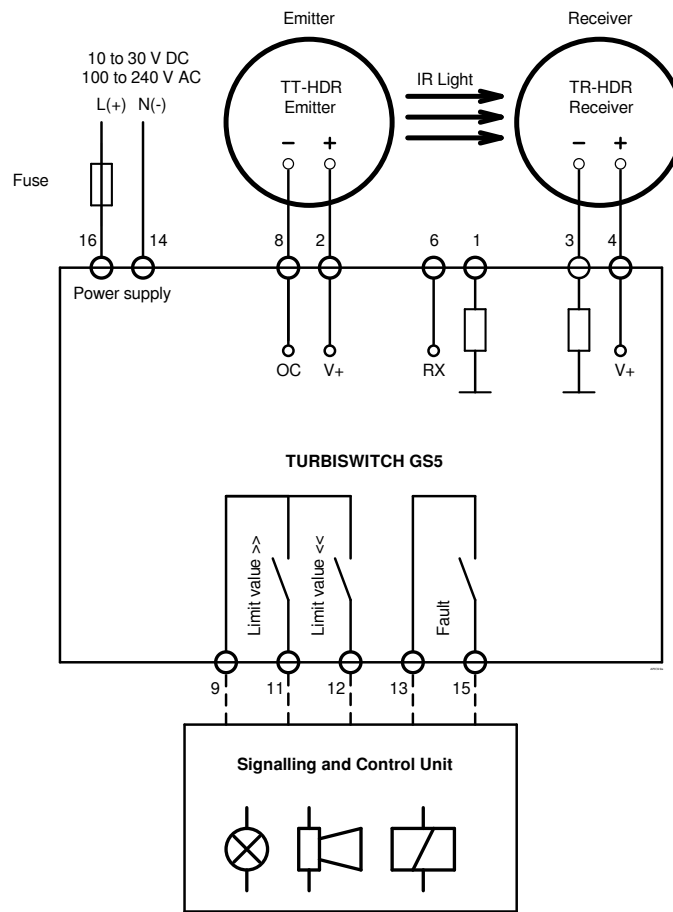 Emitter
Receiver
10 to 30 V DC
100 to 240 V AC
L(+) N(-)
TT-HDR
Emitter
IR Light
TR-HDR
Receiver
− +
− +
Fuse
16 14 8 2 6 1 3 4
Power supply
OC V+ RX V+
TURBISWITCH GS5
Limit value >>
Limit value <<
Fault
9 11 12 13 15
Signalling and Control Unit